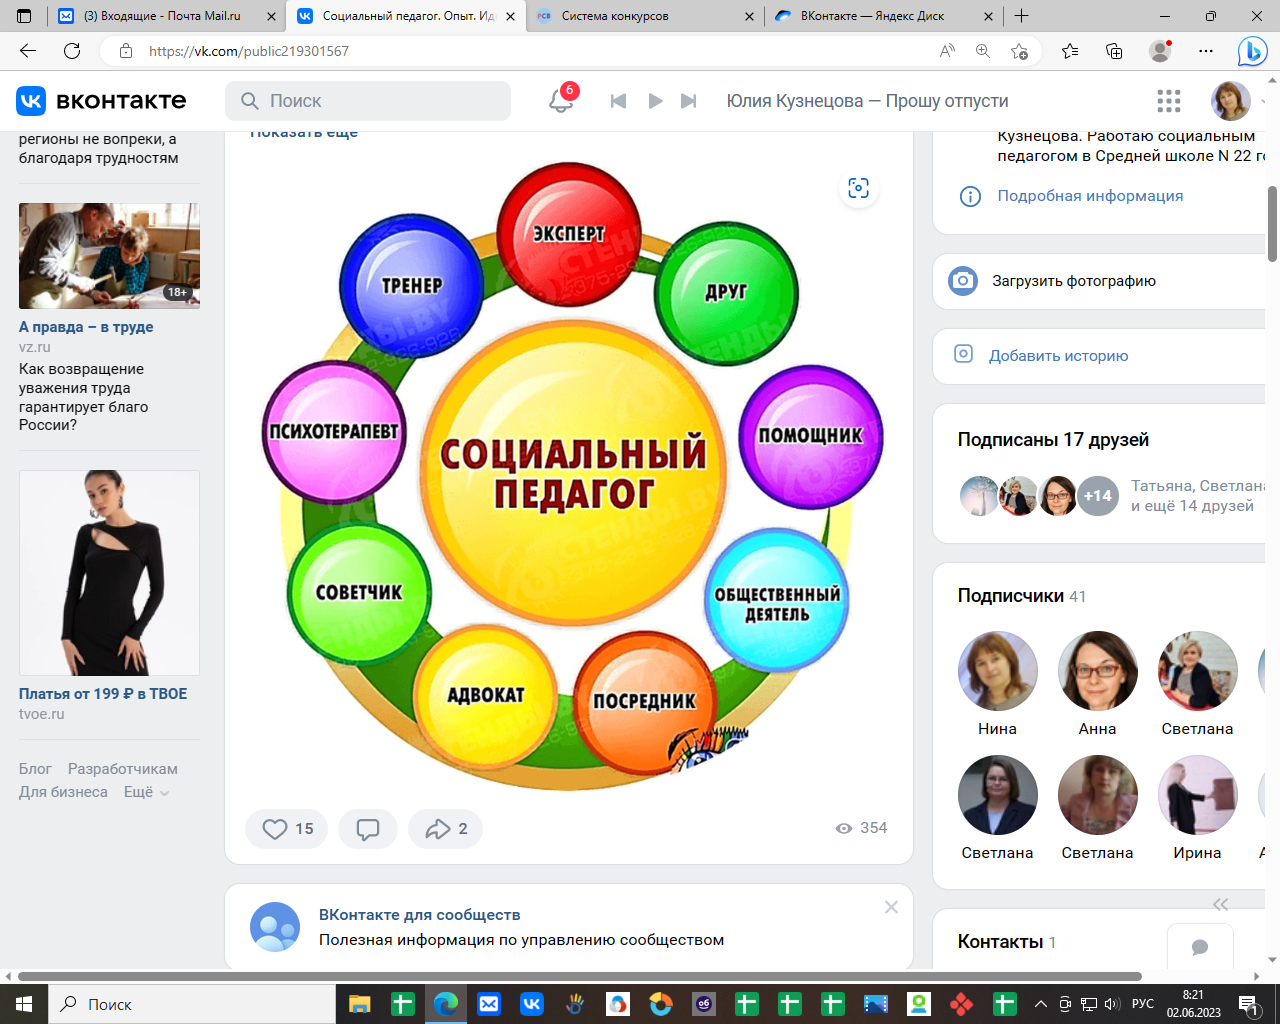 (3) Входящие - Почта Mail.ru
Социальный педагог. Опыт. Ид
Система конкурсов
ВКонтакте — Яндекс Диск
https://vk.com/public219301567
вконтакте
Поиск
6
Юлия Кузнецова — Прошу отпусти
регионы не вопреки, а
благодаря трудностям
18+
А правда – в труде
vz.ru
Как возвращение
уважения труда
гарантирует благо
России?
Платья от 199 ₽ в ТВОЕ
tvoe.ru
Блог Разработчикам
Для бизнеса Ещё
Показать ещё
ЭКСПЕРТ
ТРЕНЕР
ДРУГ
ПСИХОТЕРАПЕВТ
ПОМОЩНИК
СОЦИАЛЬНЫЙ
ПЕДАГОГ
СОВЕТЧИК
ОБЩЕСТВЕННЫЙ
ДЕЯТЕЛЬ
АДВОКАТ
ПОСРЕДНИК
15
2
354
ВКонтакте для сообществ
Полезная информация по управлению сообществом
Кузнецова. Работаю социальным
педагогом в Средней школе N 22 го
Подробная информация
Загрузить фотографию
Добавить историю
Подписаны 17 друзей
+14
Татьяна, Светлана
и ещё 14 друзей
Подписчики 41
Нина
Анна
Светлана
Светлана
Светлана
Ирина
Контакты 1
Поиск
РУС
8:21
02.06.2023
1